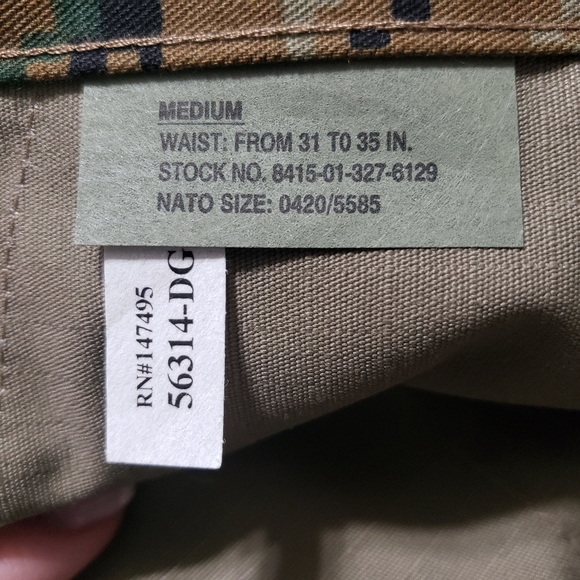 MEDIUM
WAIST: FROM 31 TO 35 IN.
STOCK NO. 8415-01-327-6129
NATO SIZE: 0420/5585
RN#147495
56314-DG